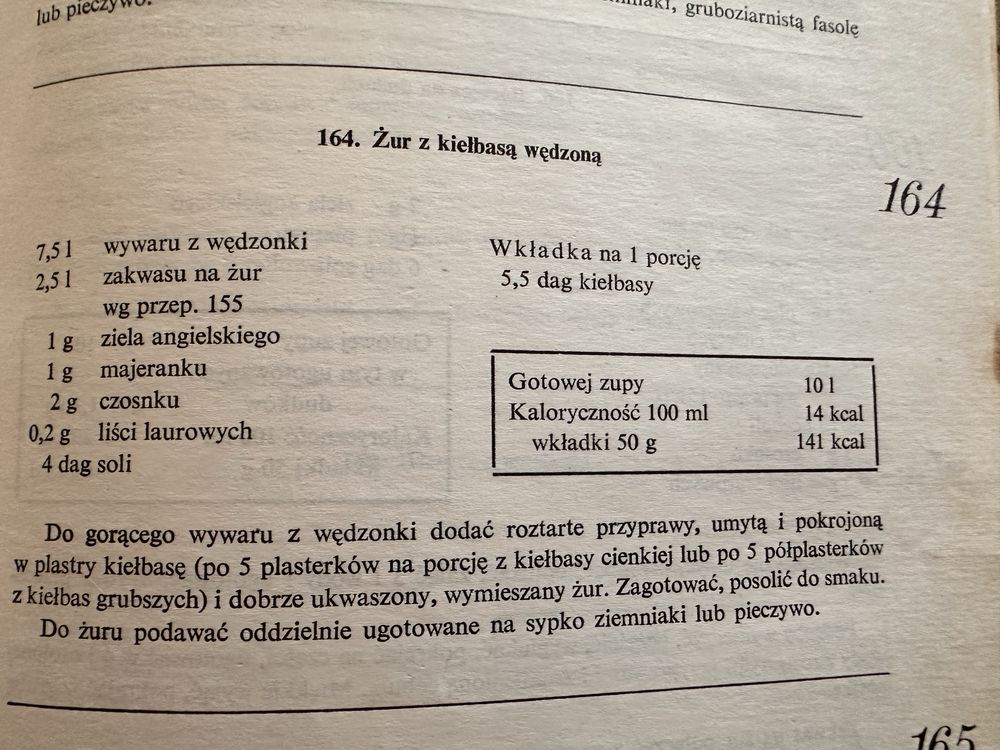 lub pieczywo.
gruboziarnistą fasolę
164. Żur z kiełbasą wędzoną
164
7,5 l wywaru z wędzonki
2,5 l zakwasu na żur
wg przep. 155
1 g ziela angielskiego
1 g majeranku
2 g czosnku
0,2 g liści laurowych
4 dag soli
Wkładka na 1 porcję
5,5 dag kiełbasy
Gotowej zupy 10 l
Kaloryczność 100 ml 14 kcal
wkładki 50 g 141 kcal
Do gorącego wywaru z wędzonki dodać roztarte przyprawy, umytą i pokrojoną
w plastry kiełbasę (po 5 plasterków na porcję z kiełbasy cienkiej lub po 5 półplasterków
z kiełbas grubszych) i dobrze ukwaszony, wymieszany żur. Zagotować, posolić do smaku.
Do żuru podawać oddzielnie ugotowane na sypko ziemniaki lub pieczywo.
165